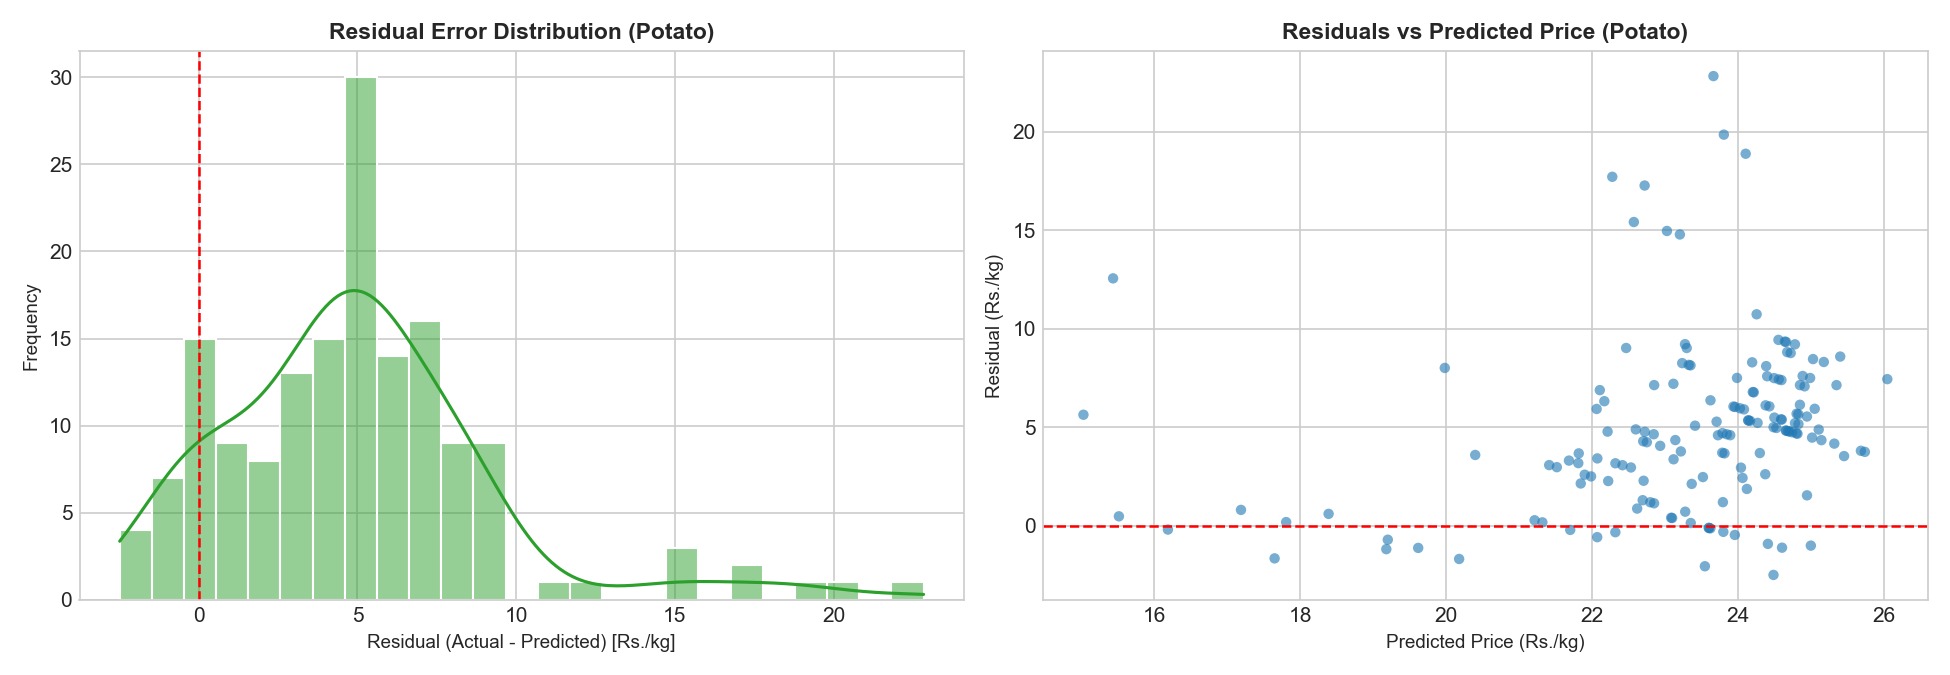 Residual Error Distribution (Potato)
30
25
20
15
10
5
0
Frequency
0 5 10 15 20
Residual (Actual - Predicted) [Rs./kg]
Residuals vs Predicted Price (Potato)
20
15
10
5
0
Residual (Rs./kg)
16 18 20 22 24 26
Predicted Price (Rs./kg)